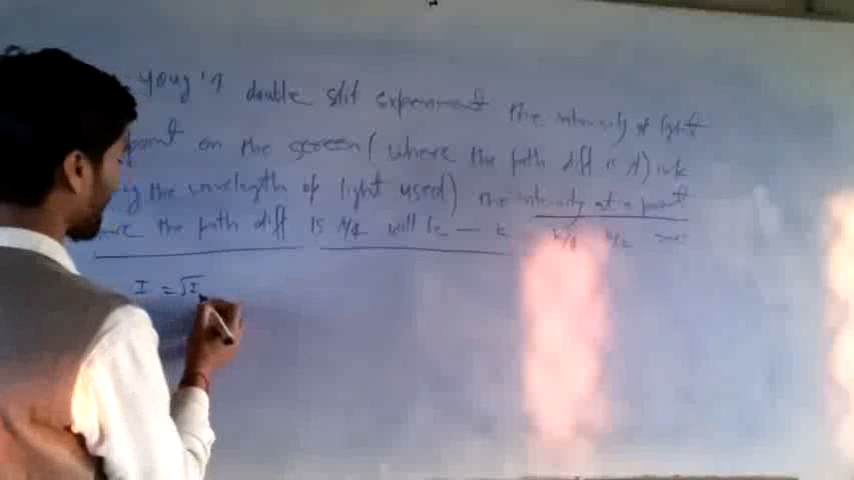 Youg's double slit experiment the intensity of light
point on the screen ( where the path diff is λ) is k
g the wavelength of light used) the intensity at a point
the path diff is λ/4 will be — k k/4 k/2
I = √I